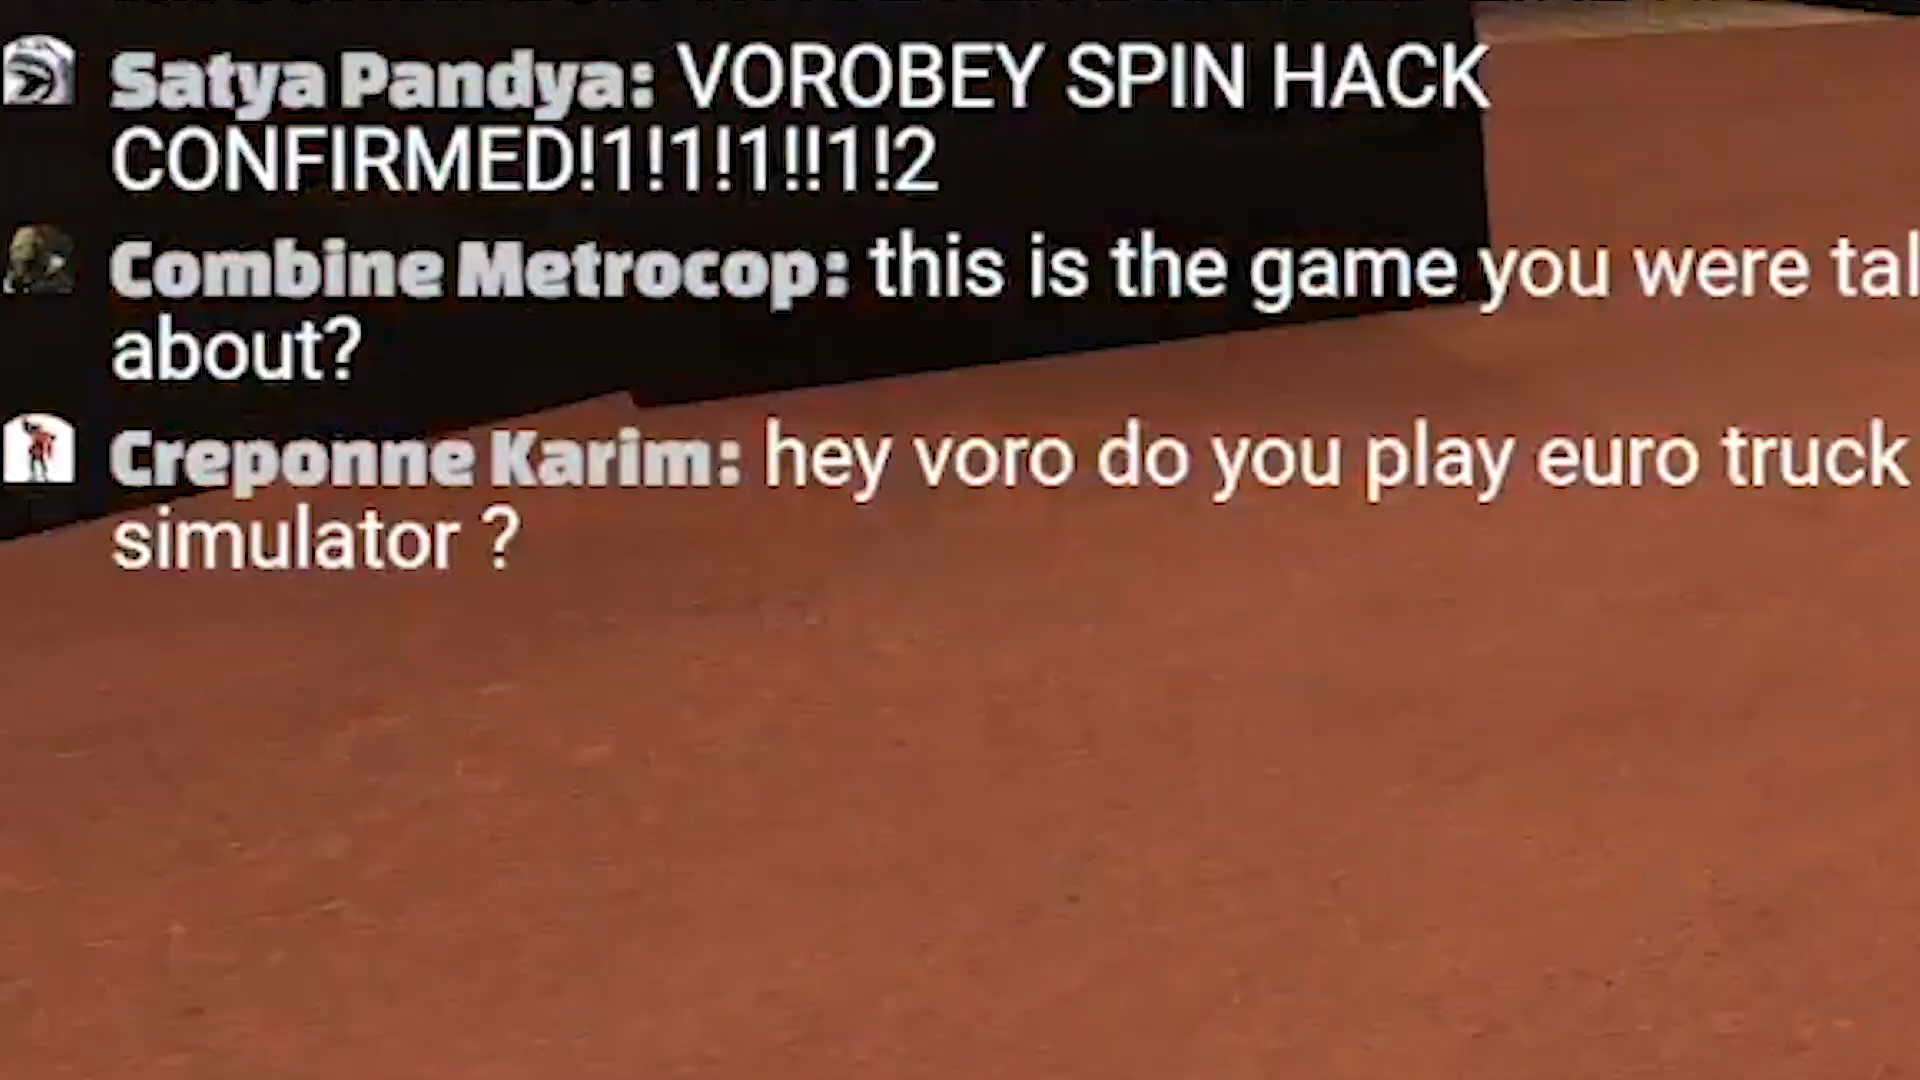 Satya Pandya: VOROBEY SPIN HACK
CONFIRMED!1!1!1!!1!2
Combine Metrocop: this is the game you were
about?
Creponne Karim: hey voro do you play euro truck
simulator ?